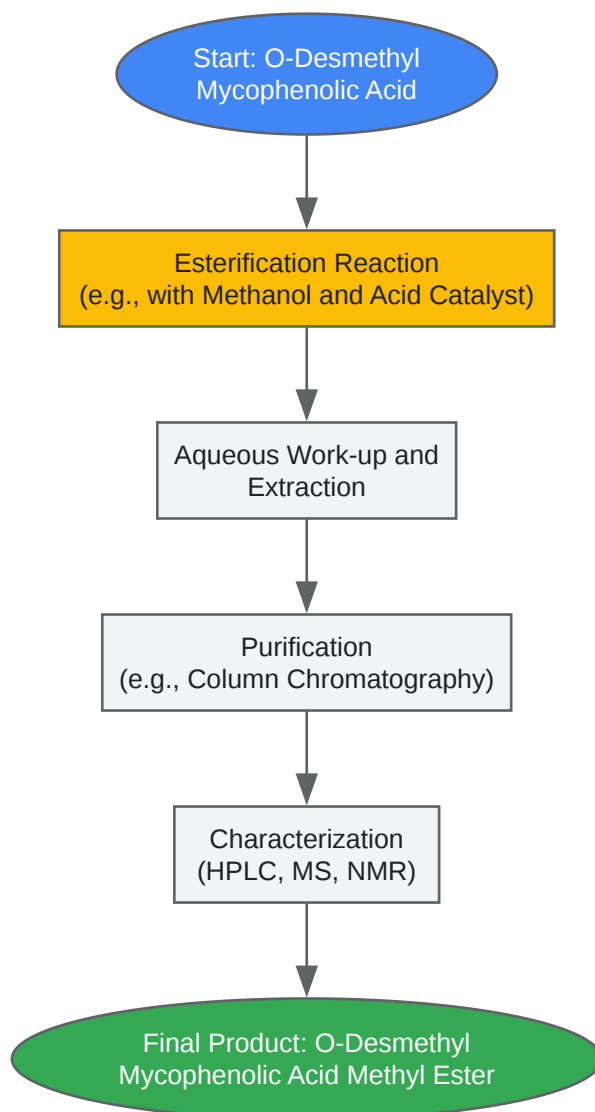 Start: O-Desmethyl
Mycophenolic Acid
Esterification Reaction
(e.g., with Methanol and Acid Catalyst)
Aqueous Work-up and
Extraction
Purification
(e.g., Column Chromatography)
Characterization
(HPLC, MS, NMR)
Final Product: O-Desmethyl
Mycophenolic Acid Methyl Ester